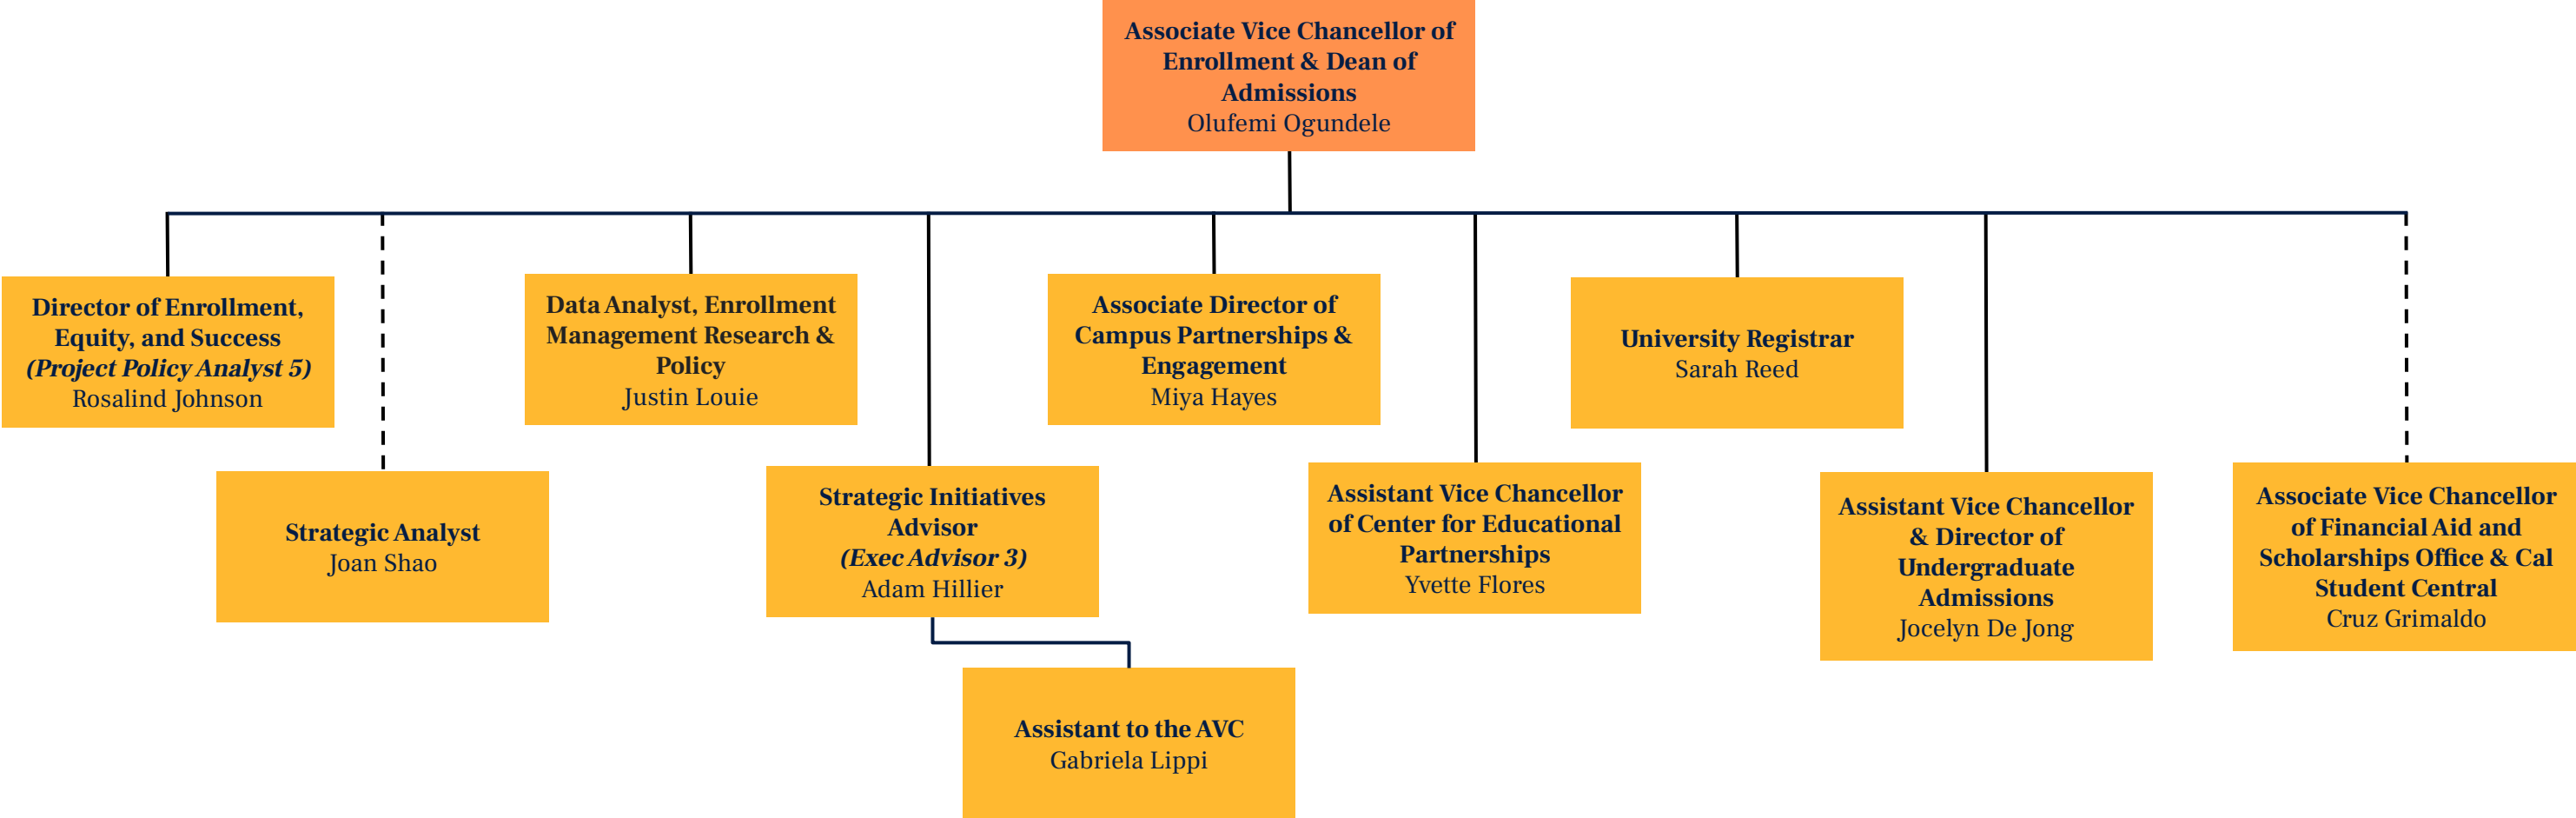 Associate Vice Chancellor of
Enrollment & Dean of
Admissions
Olufemi Ogundele
Director of Enrollment,
Equity, and Success
(Project Policy Analyst 5)
Rosalind Johnson
Data Analyst, Enrollment
Management Research &
Policy
Justin Louie
Associate Director of
Campus Partnerships &
Engagement
Miya Hayes
University Registrar
Sarah Reed
Strategic Analyst
Joan Shao
Strategic Initiatives
Advisor
(Exec Advisor 3)
Adam Hillier
Assistant Vice Chancellor
of Center for Educational
Partnerships
Yvette Flores
Assistant Vice Chancellor
& Director of
Undergraduate
Admissions
Jocelyn De Jong
Associate Vice Chancellor
of Financial Aid and
Scholarships Office & Cal
Student Central
Cruz Grimaldo
Assistant to the AVC
Gabriela Lippi